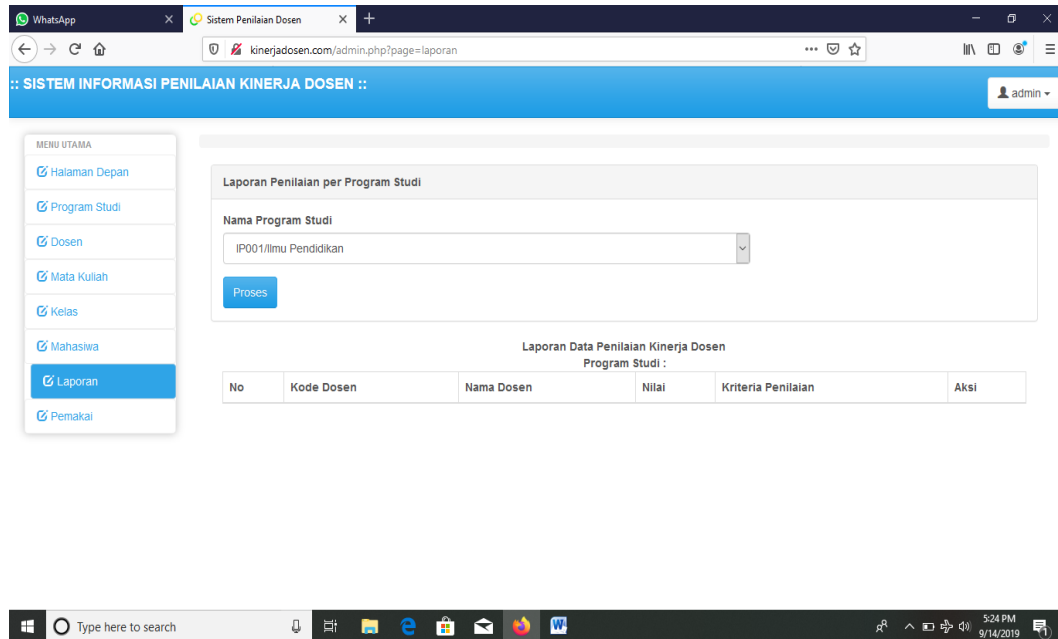 WhatsApp
Sistem Penilaian Dosen
kinerjadosen.com/admin.php?page=laporan
:: SISTEM INFORMASI PENILAIAN KINERJA DOSEN ::
admin
MENU UTAMA
Halaman Depan
Program Studi
Dosen
Mata Kuliah
Kelas
Mahasiwa
Laporan
Pemakai
Laporan Penilaian per Program Studi
Nama Program Studi
IP001/Ilmu Pendidikan
Proses
Laporan Data Penilaian Kinerja Dosen
Program Studi :
No Kode Dosen Nama Dosen Nilai Kriteria Penilaian Aksi
Type here to search
5:24 PM
9/14/2019